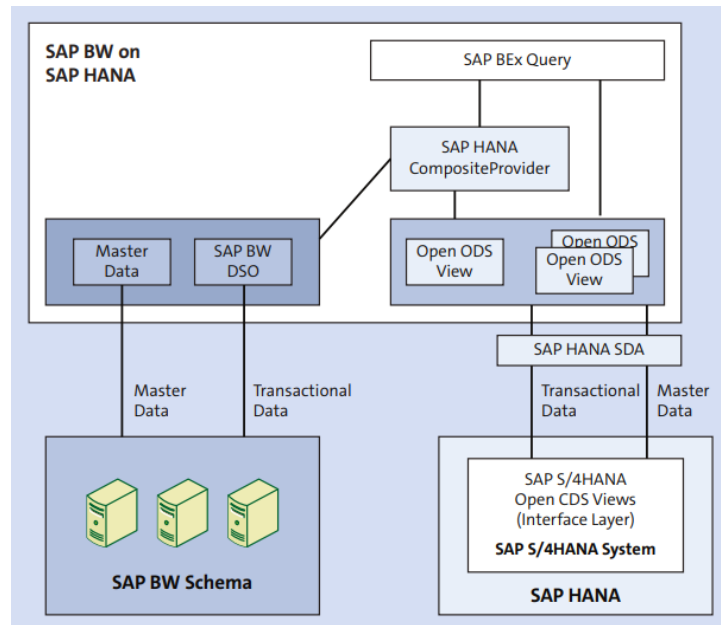 SAP BW on
SAP HANA
SAP BEx Query
SAP HANA
CompositeProvider
Master
Data
SAP BW
DSO
Open ODS
View
Open ODS
Open ODS
View
SAP HANA SDA
Master
Data
Transactional
Data
Transactional
Data
Master
Data
SAP S/4HANA
Open CDS Views
(Interface Layer)
SAP S/4HANA System
SAP BW Schema
SAP HANA